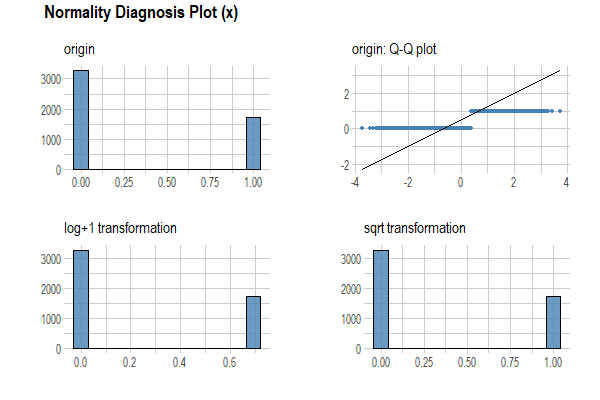 Normality Diagnosis Plot (x)
origin
3000
2000
1000
0
0.00 0.25 0.50 0.75 1.00
origin: Q-Q plot
2
0
-2
-4 -2 0 2 4
log+1 transformation
3000
2000
1000
0
0.0 0.2 0.4 0.6
sqrt transformation
3000
2000
1000
0
0.00 0.25 0.50 0.75 1.00